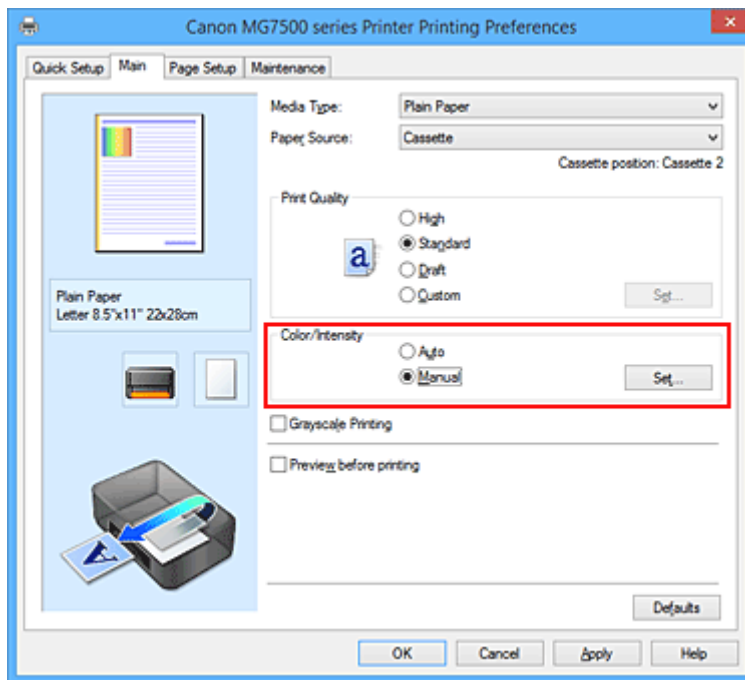 Canon MG7500 series Printer Printing Preferences
Quick Setup Main Page Setup Maintenance
Media Type: Plain Paper
Paper Source: Cassette
Cassette position: Cassette 2
Print Quality
High
a Standard
Draft
Custom Set...
Plain Paper
Letter 8.5"x11" 22x28cm
Color/Intensity
Auto
Manual Set...
Grayscale Printing
Preview before printing
A
Defaults
OK Cancel Apply Help